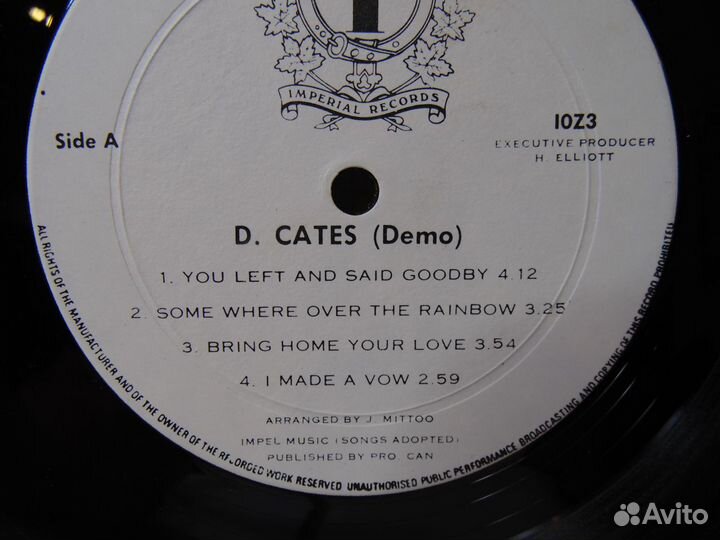 1
IMPERIAL RECORDS
Side A
IOZ3
EXECUTIVE PRODUCER
H. ELLIOTT
D. CATES (Demo)
1. YOU LEFT AND SAID GOODBY 4.12
2. SOME WHERE OVER THE RAINBOW 3.25
3. BRING HOME YOUR LOVE 3.54
4. I MADE A VOW 2.59
ARRANGED BY J. MITTOO
IMPEL MUSIC (SONGS ADOPTED)
PUBLISHED BY PRO. CAN
ALL RIGHTS OF THE MANUFACTURER AND OF THE OWNER OF THE RECORGED WORK RESERVED UNAUTHORISED PUBLIC PERFORMANCE BROADCASTING AND COPYING OF THIS RECORD PROHIBITED
Avito